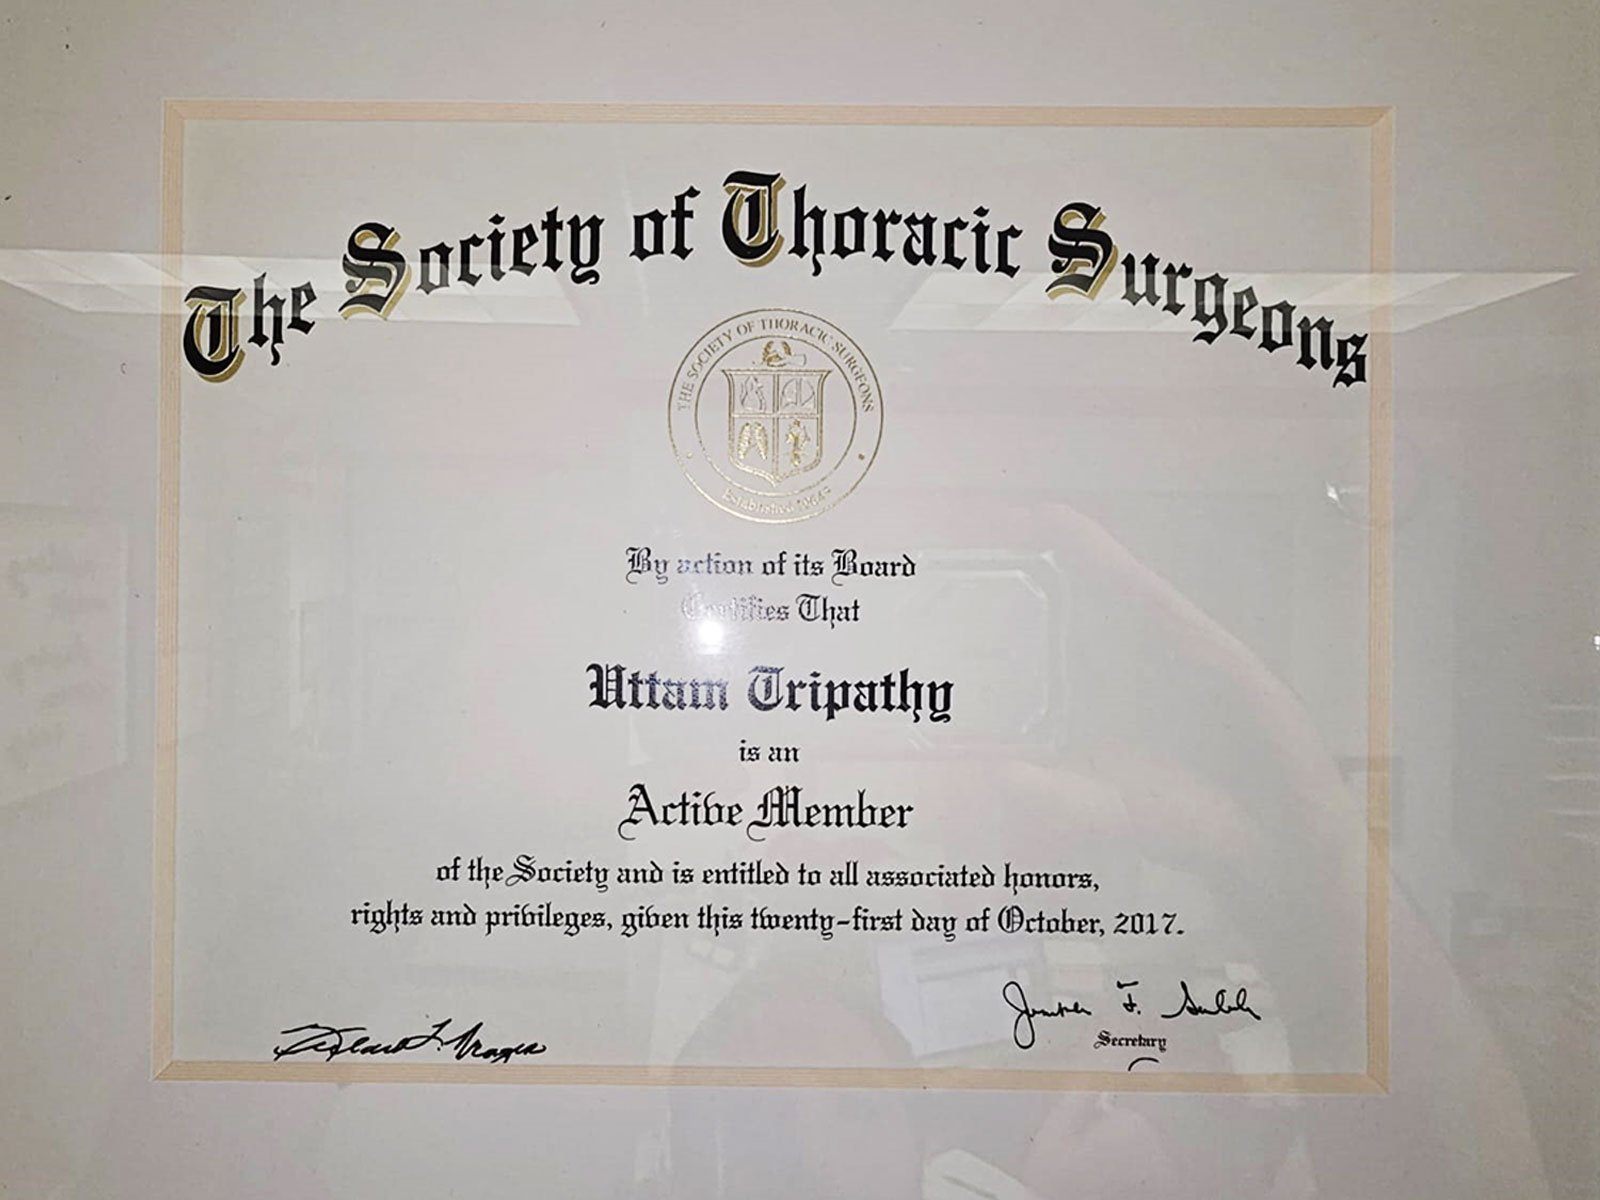 The Society of Thoracic Surgeons
THE SOCIETY OF THORACIC SURGEONS
Established 1964
By action of its Board
Certifies That
Uttam Tripathy
is an
Active Member
of the Society and is entitled to all associated honors,
rights and privileges, given this twenty-first day of October, 2017.
Secretary